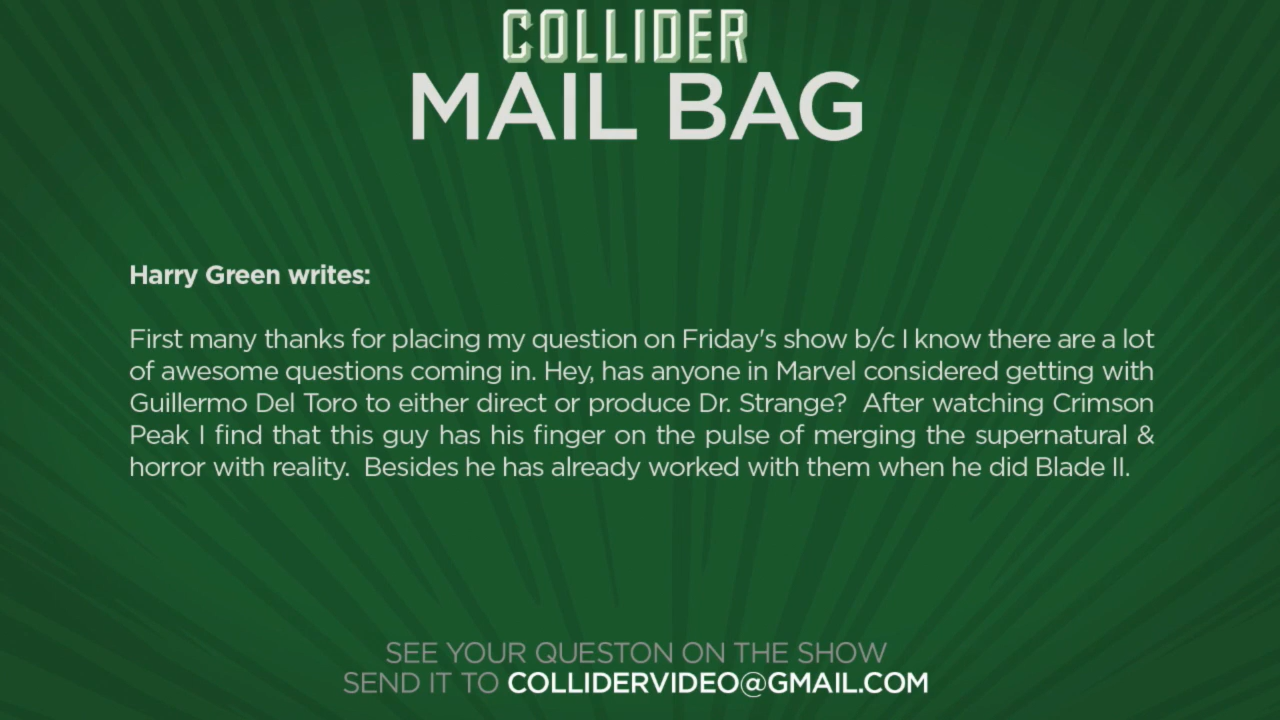 COLLIDER
MAIL BAG
Harry Green writes:
First many thanks for placing my question on Friday's show b/c I know there are a lot
of awesome questions coming in. Hey, has anyone in Marvel considered getting with
Guillermo Del Toro to either direct or produce Dr. Strange? After watching Crimson
Peak I find that this guy has his finger on the pulse of merging the supernatural &
horror with reality. Besides he has already worked with them when he did Blade II.
SEE YOUR QUESTON ON THE SHOW
SEND IT TO COLLIDERVIDEO@GMAIL.COM